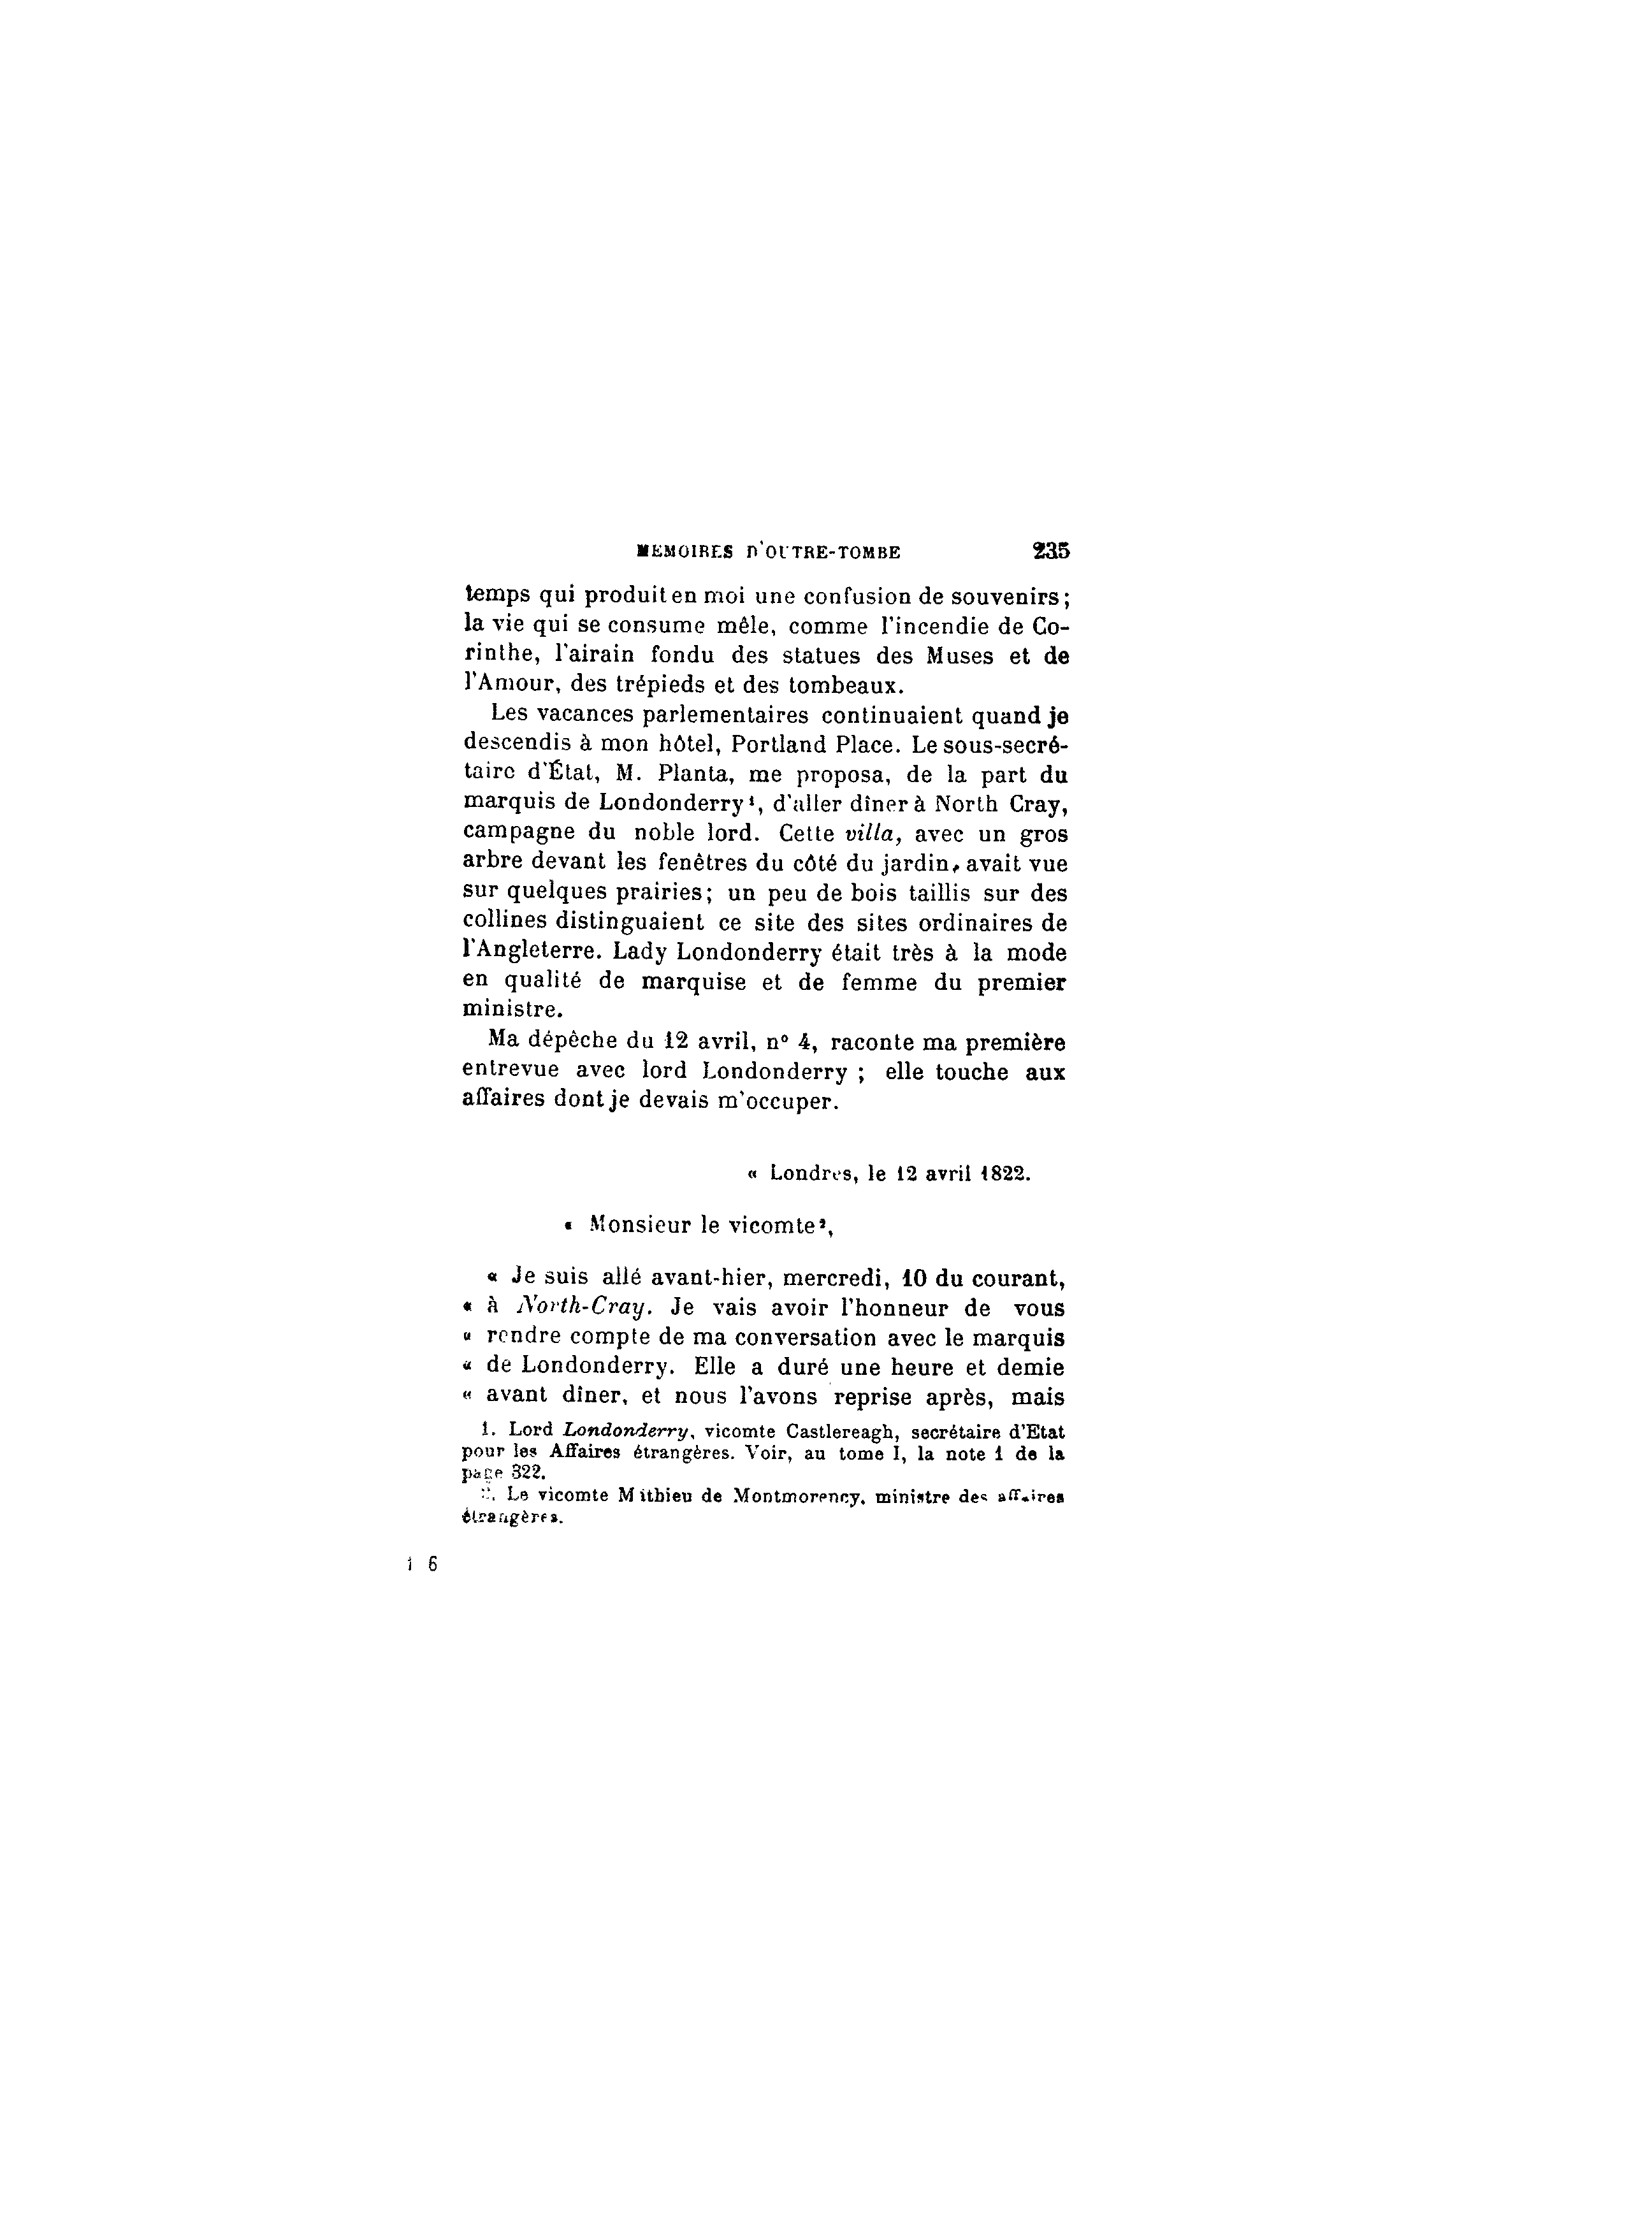 MEMOIRES D'OUTRE-TOMBE 235
temps qui produit en moi une confusion de souvenirs;
la vie qui se consume mêle, comme l'incendie de Co-
rinthe, l'airain fondu des statues des Muses et de
l'Amour, des trépieds et des tombeaux.
Les vacances parlementaires continuaient quand je
descendis à mon hôtel, Portland Place. Le sous-secré-
taire d'État, M. Planta, me proposa, de la part du
marquis de Londonderry¹, d'aller dîner à North Cray,
campagne du noble lord. Cette villa, avec un gros
arbre devant les fenêtres du côté du jardin, avait vue
sur quelques prairies; un peu de bois taillis sur des
collines distinguaient ce site des sites ordinaires de
l'Angleterre. Lady Londonderry était très à la mode
en qualité de marquise et de femme du premier
ministre.
Ma dépêche du 12 avril, nº 4, raconte ma première
entrevue avec lord Londonderry ; elle touche aux
affaires dont je devais m'occuper.
« Londres, le 12 avril 1822.
« Monsieur le vicomte²,
« Je suis allé avant-hier, mercredi, 10 du courant,
« à North-Cray. Je vais avoir l'honneur de vous
« rendre compte de ma conversation avec le marquis
« de Londonderry. Elle a duré une heure et demie
« avant dîner, et nous l'avons reprise après, mais
1. Lord Londonderry, vicomte Castlereagh, secrétaire d'Etat
pour les Affaires étrangères. Voir, au tome I, la note 1 de la
page 322.
2. Le vicomte Mathieu de Montmorency, ministre des affaires
étrangères.
1 6